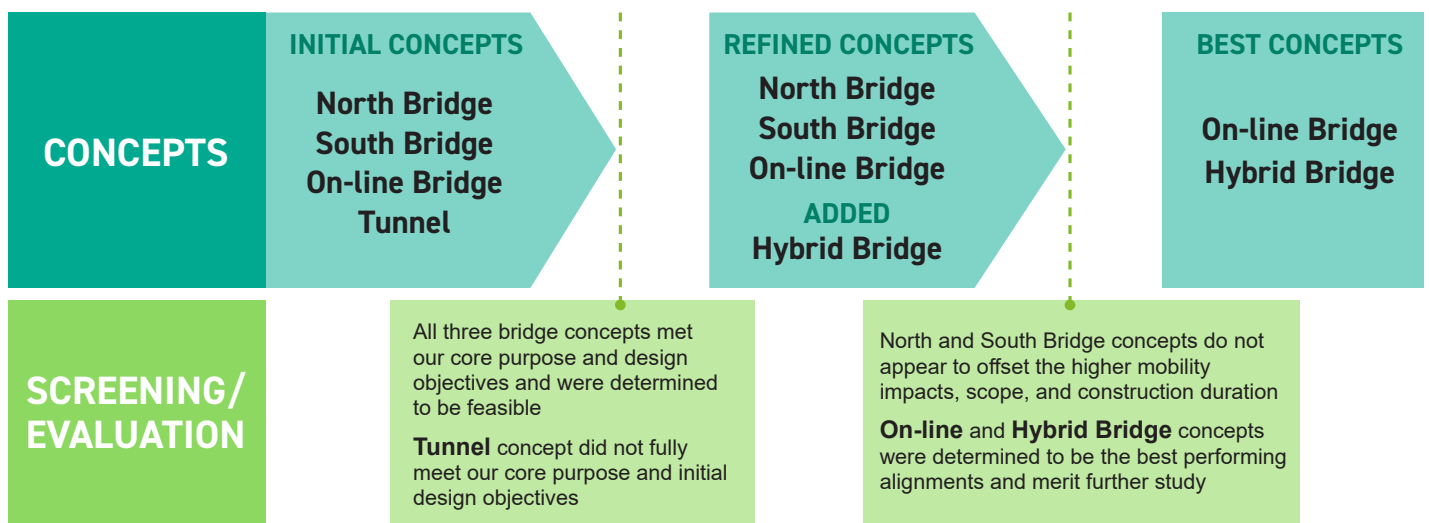 CONCEPTS
INITIAL CONCEPTS
North Bridge
South Bridge
On-line Bridge
Tunnel
REFINED CONCEPTS
North Bridge
South Bridge
On-line Bridge
ADDED
Hybrid Bridge
BEST CONCEPTS
On-line Bridge
Hybrid Bridge
SCREENING/
EVALUATION
All three bridge concepts met
our core purpose and design
objectives and were determined
to be feasible
Tunnel concept did not fully
meet our core purpose and initial
design objectives
North and South Bridge concepts do not
appear to offset the higher mobility
impacts, scope, and construction duration
On-line and Hybrid Bridge concepts
were determined to be the best performing
alignments and merit further study